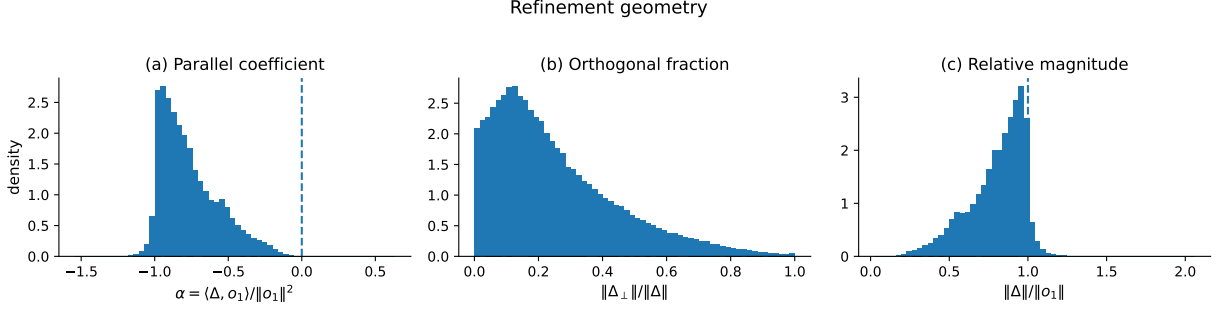 Refinement geometry
(a) Parallel coefficient
density
2.5
2.0
1.5
1.0
0.5
0.0
−1.5 −1.0 −0.5 0.0 0.5
α = ⟨Δ, o₁⟩/‖o₁‖²
(b) Orthogonal fraction
2.5
2.0
1.5
1.0
0.5
0.0
0.0 0.2 0.4 0.6 0.8 1.0
‖Δ⊥‖/‖Δ‖
(c) Relative magnitude
3
2
1
0
0.0 0.5 1.0 1.5 2.0
‖Δ‖/‖o₁‖